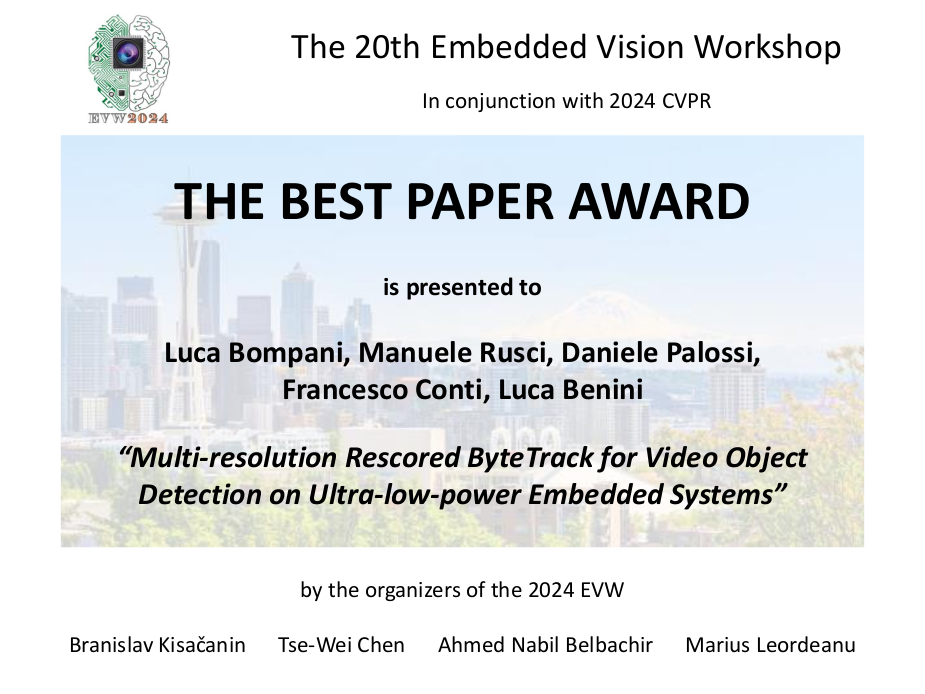 EVW2024
The 20th Embedded Vision Workshop
In conjunction with 2024 CVPR
THE BEST PAPER AWARD
is presented to
Luca Bompani, Manuele Rusci, Daniele Palossi,
Francesco Conti, Luca Benini
“Multi-resolution Rescored ByteTrack for Video Object
Detection on Ultra-low-power Embedded Systems”
by the organizers of the 2024 EVW
Branislav Kisačanin Tse-Wei Chen Ahmed Nabil Belbachir Marius Leordeanu